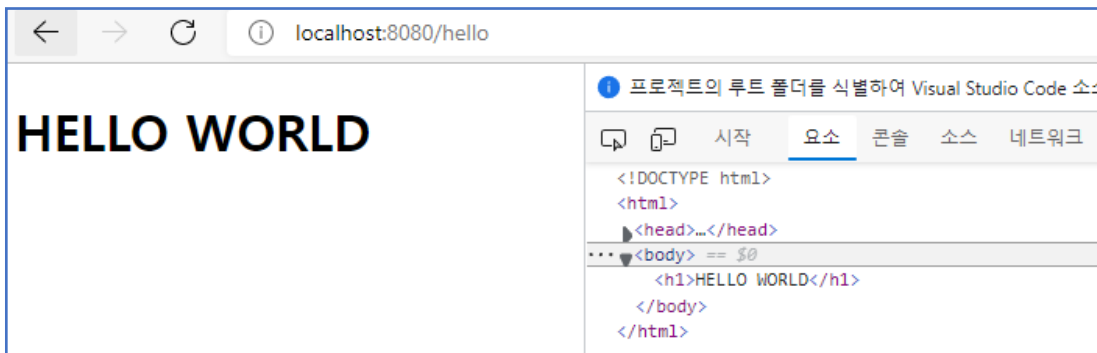 localhost:8080/hello
HELLO WORLD
프로젝트의 루트 폴더를 식별하여 Visual Studio Code
시작 요소 콘솔 소스 네트워크
<!DOCTYPE html>
<html>
<head>…</head>
··· <body> == $0
<h1>HELLO WORLD</h1>
</body>
</html>